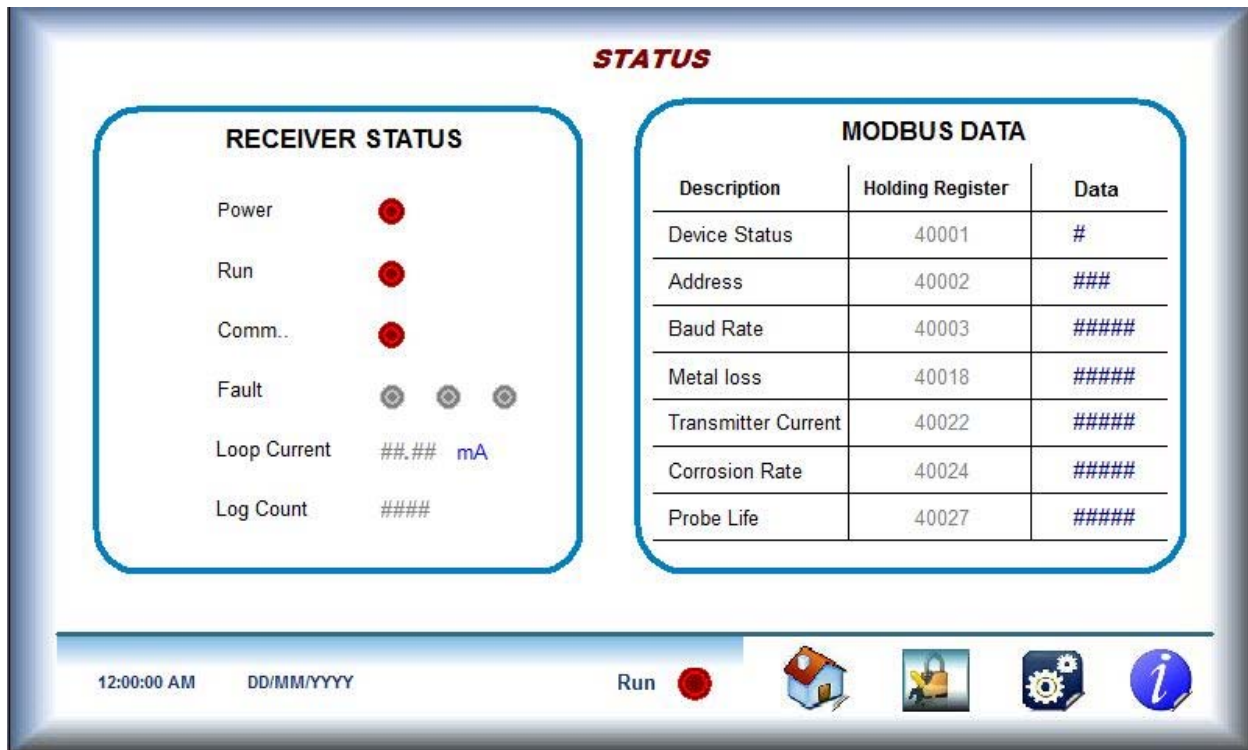 STATUS
RECEIVER STATUS
Power
Run
Comm..
Fault
Loop Current ##.## mA
Log Count ####
MODBUS DATA
Description Holding Register Data
Device Status 40001 #
Address 40002 ###
Baud Rate 40003 #####
Metal loss 40018 #####
Transmitter Current 40022 #####
Corrosion Rate 40024 #####
Probe Life 40027 #####
12:00:00 AM DD/MM/YYYY Run i